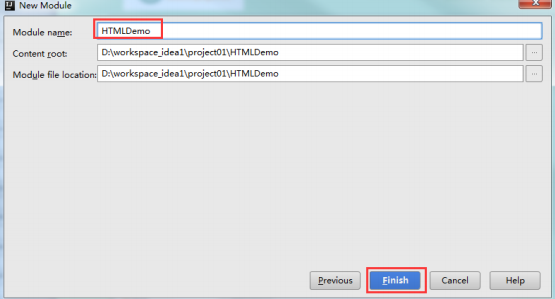 New Module
Module name: HTMLDemo
Content root: D:\workspace_idea1\project01\HTMLDemo ...
Module file location: D:\workspace_idea1\project01\HTMLDemo ...
Previous Finish Cancel Help